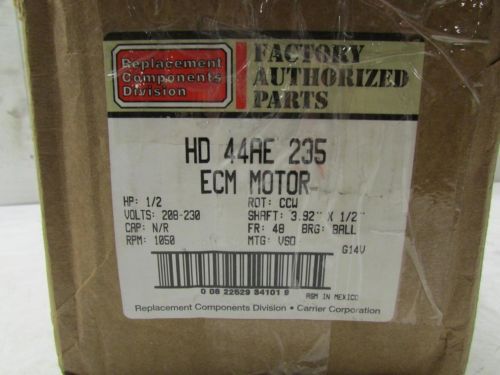 Replacement
Components
Division
FACTORY
AUTHORIZED
PARTS
HD 44AE 235
ECM MOTOR
HP: 1/2 ROT: CCW
VOLTS: 208-230 SHAFT: 3.92" X 1/2"
CAP: N/R FR: 48 BRG: BALL
RPM: 1050 MTG: VSO
G14V
0 08 22529 34101 9
ASM IN MEXICO
Replacement Components Division • Carrier Corporation